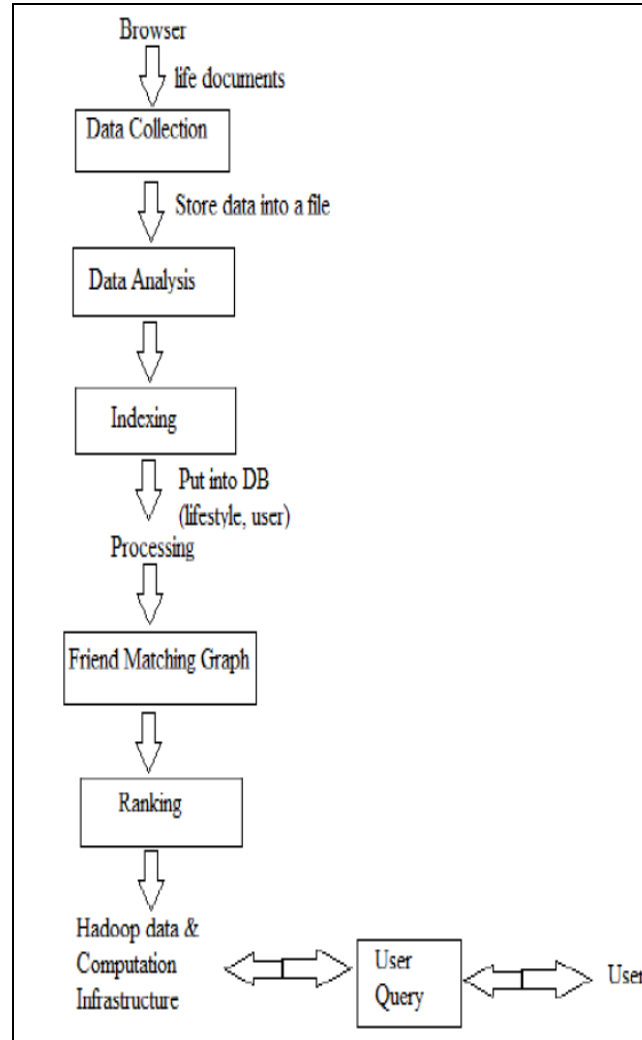 Browser
life documents
Data Collection
Store data into a file
Data Analysis
Indexing
Put into DB
(lifestyle, user)
Processing
Friend Matching Graph
Ranking
Hadoop data &
Computation
Infrastructure
User
Query
User